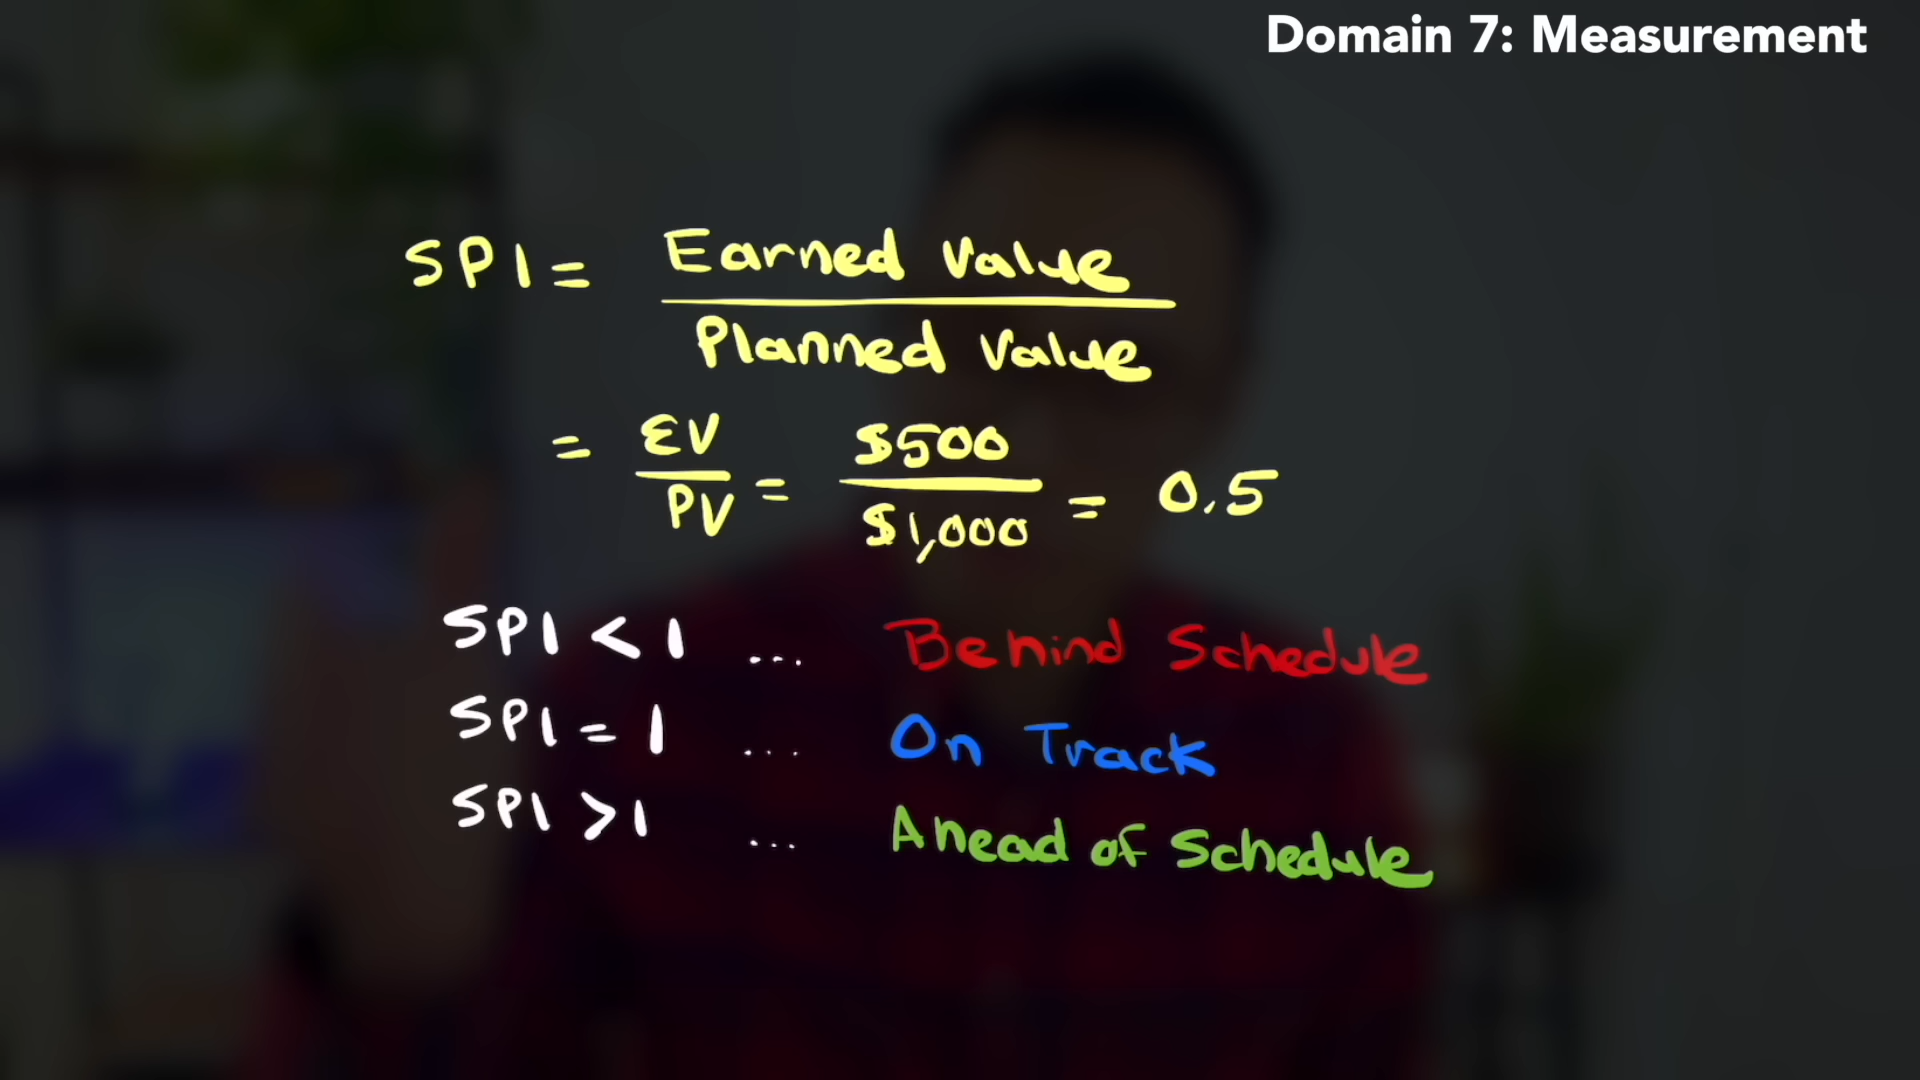 Domain 7: Measurement
SPI = Earned Value
Planned Value
= EV = $500 = 0.5
PV $1,000
SPI < 1 ... Behind Schedule
SPI = 1 ... On Track
SPI > 1 ... Ahead of Schedule